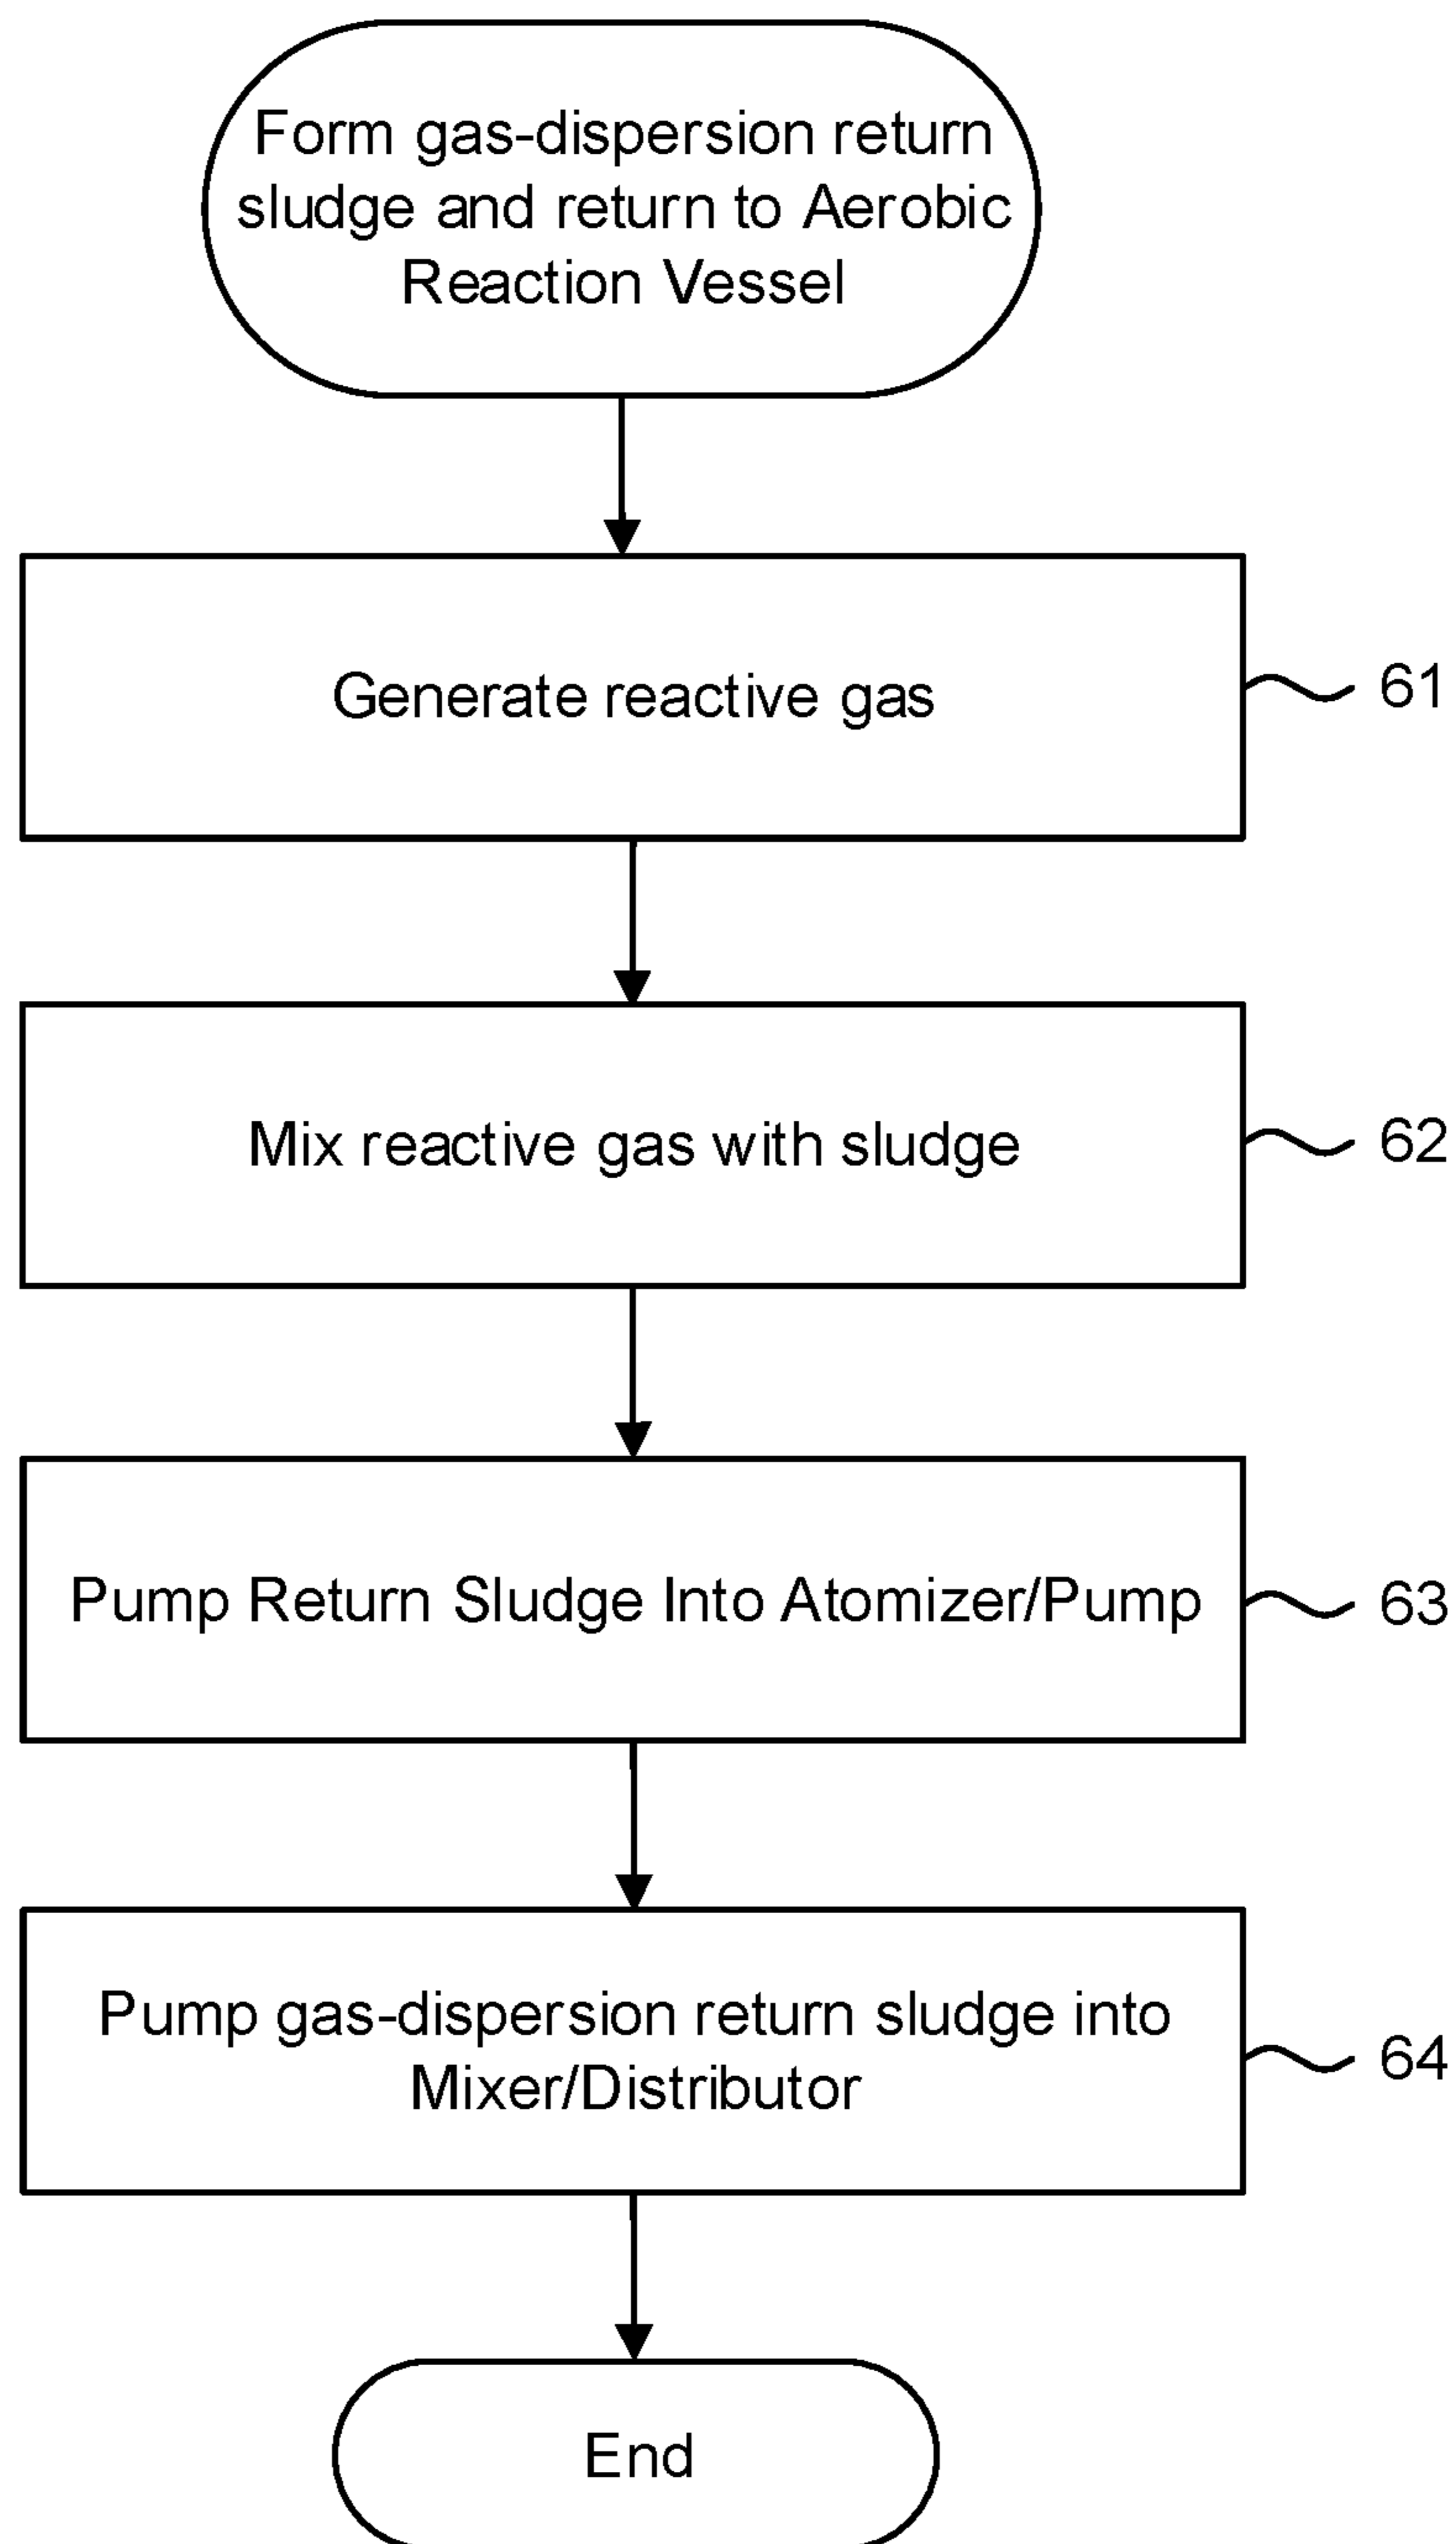 Form gas-dispersion return
sludge and return to Aerobic
Reaction Vessel
Generate reactive gas
61
Mix reactive gas with sludge
62
Pump Return Sludge Into Atomizer/Pump
63
Pump gas-dispersion return sludge into
Mixer/Distributor
64
End